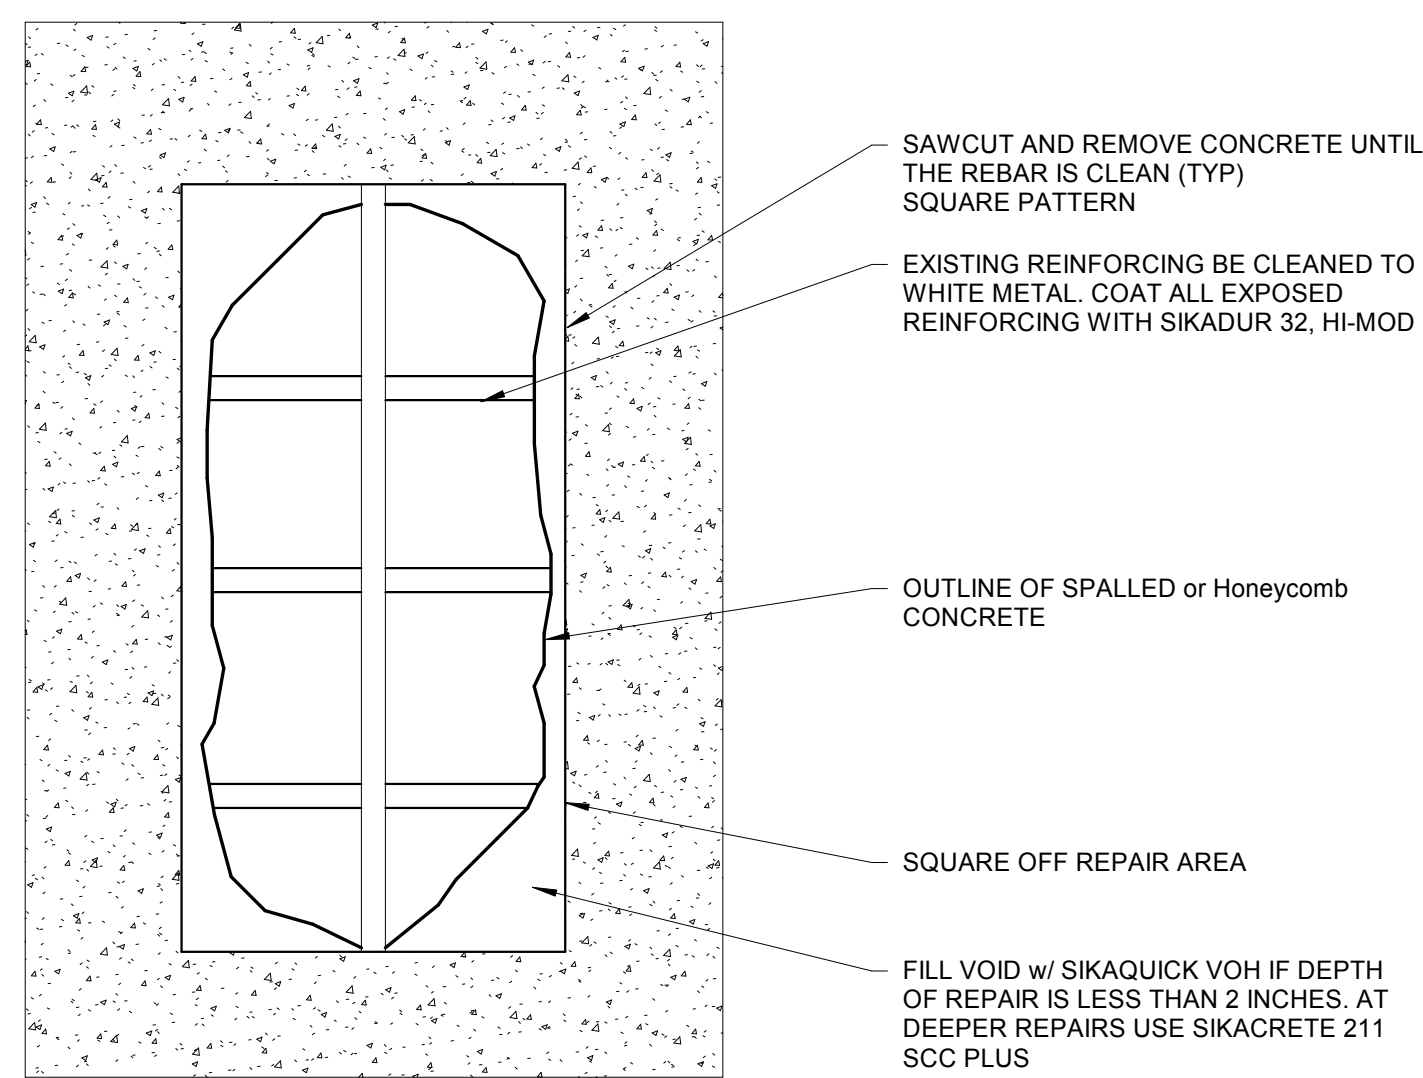 SAWCUT AND REMOVE CONCRETE UNTIL
THE REBAR IS CLEAN (TYP)
SQUARE PATTERN
EXISTING REINFORCING BE CLEANED TO
WHITE METAL. COAT ALL EXPOSED
REINFORCING WITH SIKADUR 32, HI-MOD
OUTLINE OF SPALLED or Honeycomb
CONCRETE
SQUARE OFF REPAIR AREA
FILL VOID w/ SIKAQUICK VOH IF DEPTH
OF REPAIR IS LESS THAN 2 INCHES. AT
DEEPER REPAIRS USE SIKACRETE 211
SCC PLUS